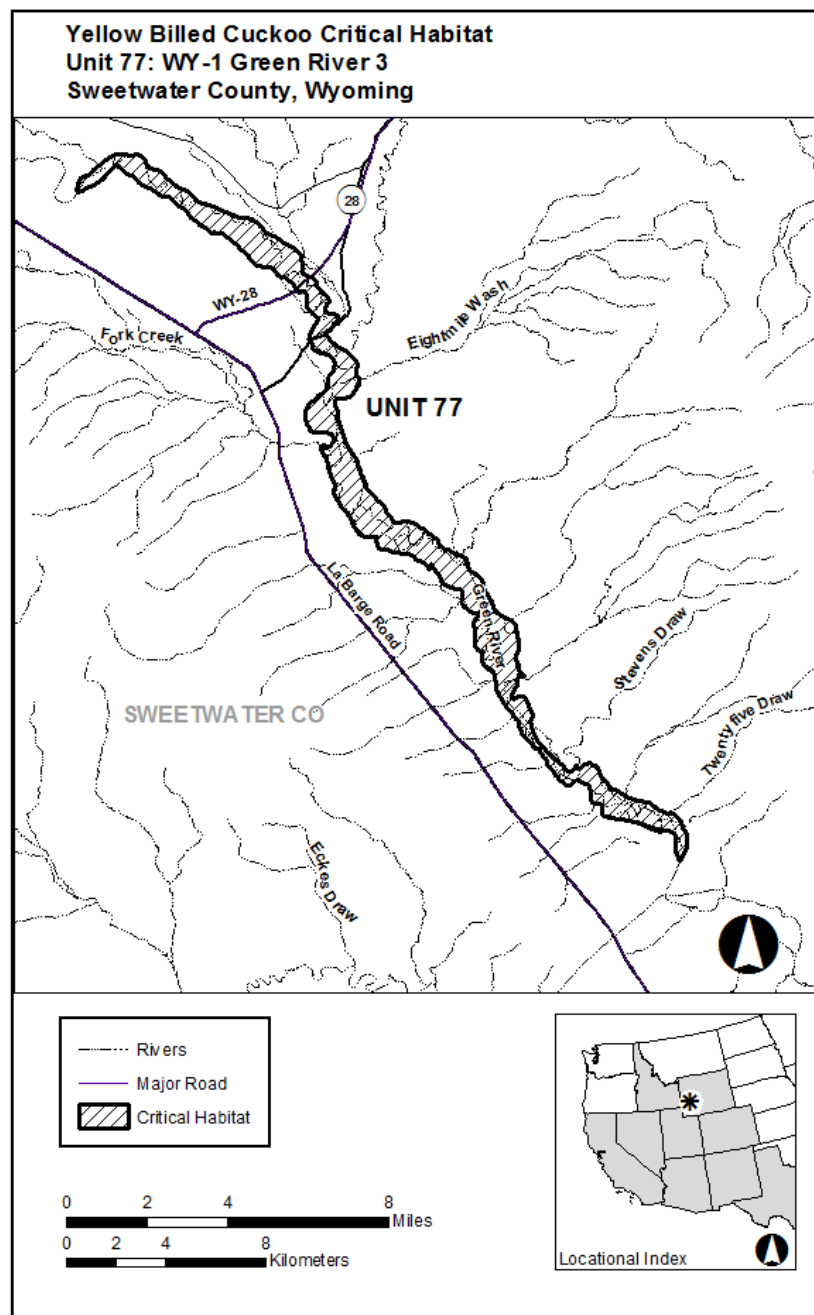 Yellow Billed Cuckoo Critical Habitat
Unit 77: WY-1 Green River 3
Sweetwater County, Wyoming
28
WY-28
Eightmile Wash
Fork Creek
UNIT 77
La Barge Road
Green River
Stevens Draw
SWEETWATER CO
Twenty five Draw
Eckes Draw
Rivers
Major Road
Critical Habitat
0 2 4 8
Miles
0 2 4 8
Kilometers
Locational Index